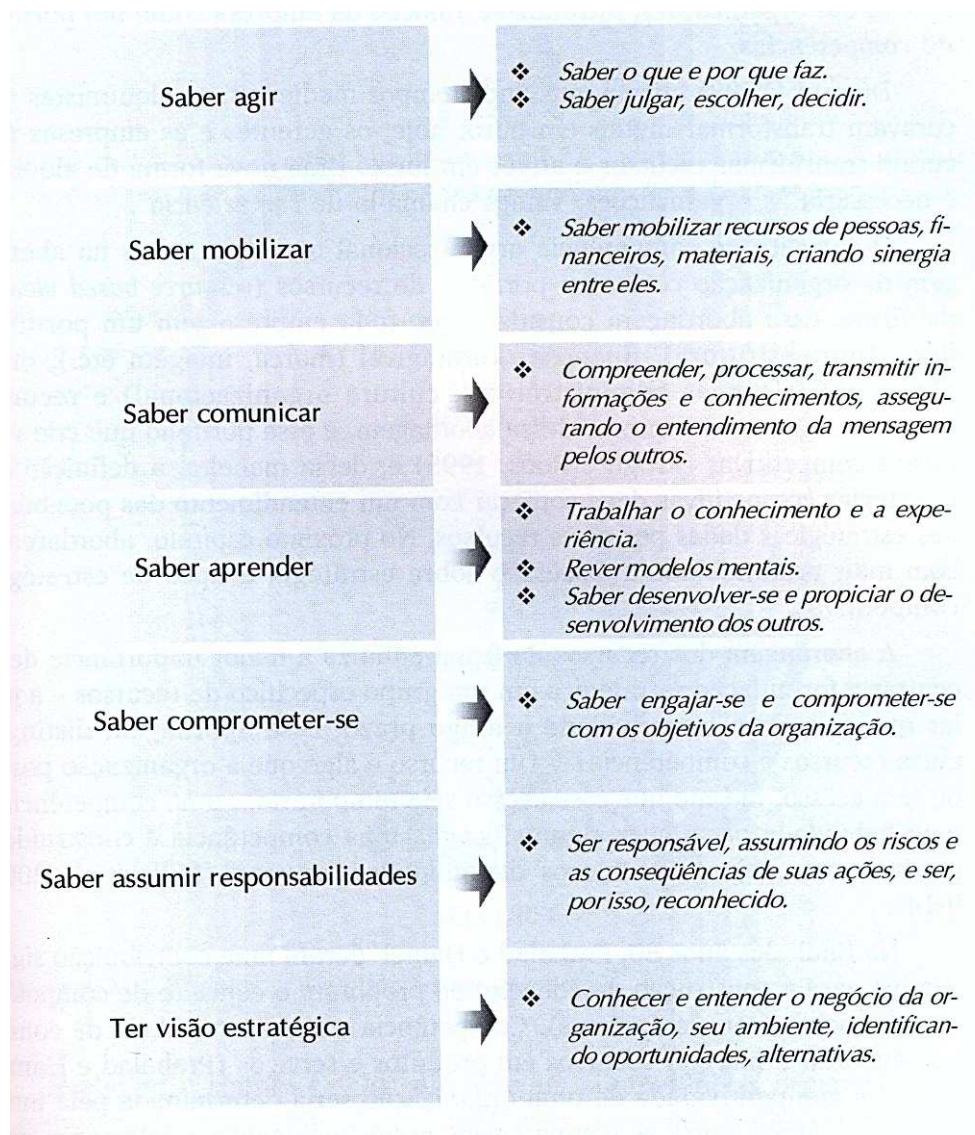 Saber agir
❖ Saber o que e por que faz.
❖ Saber julgar, escolher, decidir.
Saber mobilizar
❖ Saber mobilizar recursos de pessoas, fi-
nanceiros, materiais, criando sinergia
entre eles.
Saber comunicar
❖ Compreender, processar, transmitir in-
formações e conhecimentos, assegu-
rando o entendimento da mensagem
pelos outros.
Saber aprender
❖ Trabalhar o conhecimento e a expe-
riência.
❖ Rever modelos mentais.
❖ Saber desenvolver-se e propiciar o de-
senvolvimento dos outros.
Saber comprometer-se
❖ Saber engajar-se e comprometer-se
com os objetivos da organização.
Saber assumir responsabilidades
❖ Ser responsável, assumindo os riscos e
as conseqüências de suas ações, e ser,
por isso, reconhecido.
Ter visão estratégica
❖ Conhecer e entender o negócio da or-
ganização, seu ambiente, identifican-
do oportunidades, alternativas.